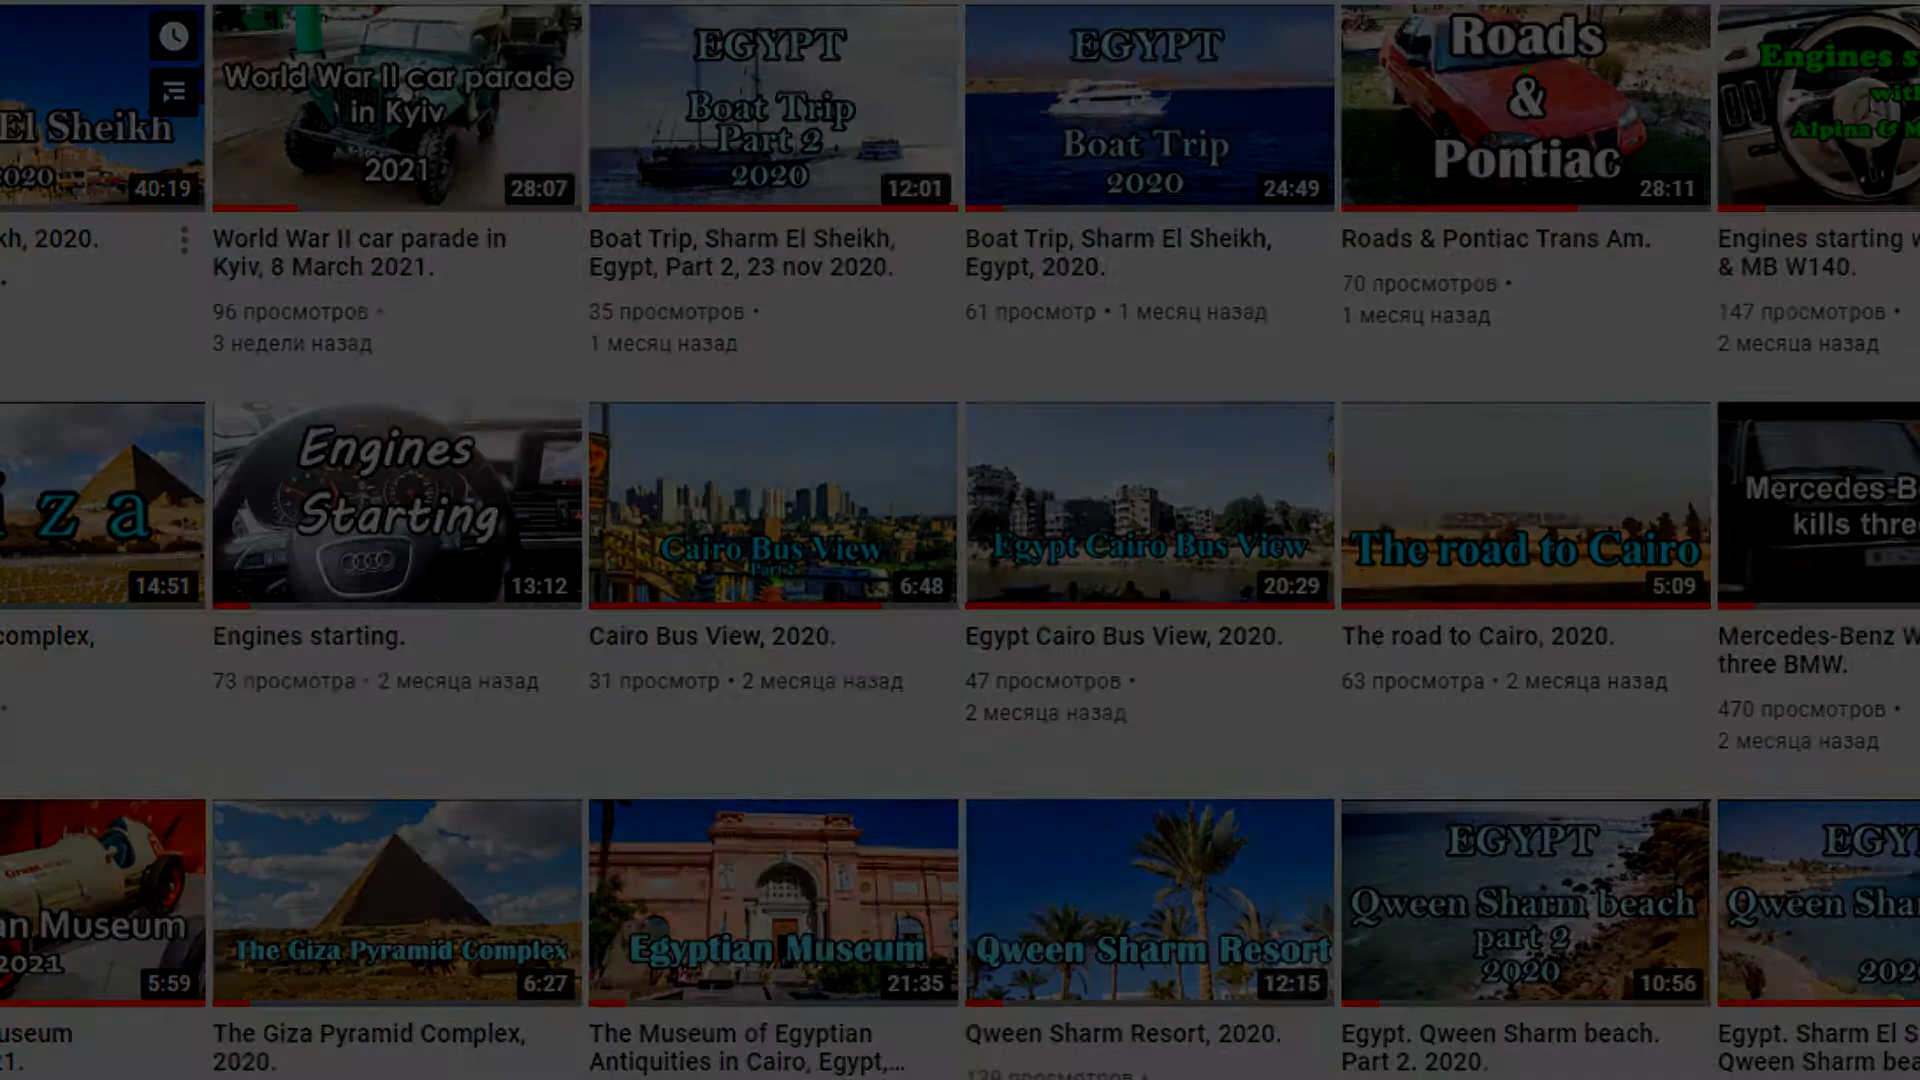 El Sheikh
2020
40:19
World War II car parade
in Kyiv
2021
28:07
EGYPT
Boat Trip
Part 2
2020
12:01
EGYPT
Boat Trip
2020
24:49
Roads
&
Pontiac
28:11
Engines s
with
Alpina & M
kh, 2020.
World War II car parade in
Kyiv, 8 March 2021.
96 просмотров •
3 недели назад
Boat Trip, Sharm El Sheikh,
Egypt, Part 2, 23 nov 2020.
35 просмотров •
1 месяц назад
Boat Trip, Sharm El Sheikh,
Egypt, 2020.
61 просмотр • 1 месяц назад
Roads & Pontiac Trans Am.
70 просмотров •
1 месяц назад
Engines starting w
& MB W140.
147 просмотров •
2 месяца назад
i z a
14:51
Engines
Starting
13:12
Cairo Bus View
Part 2
6:48
Egypt Cairo Bus View
20:29
The road to Cairo
5:09
Mercedes-B
kills three
complex,
Engines starting.
73 просмотра • 2 месяца назад
Cairo Bus View, 2020.
31 просмотр • 2 месяца назад
Egypt Cairo Bus View, 2020.
47 просмотров •
2 месяца назад
The road to Cairo, 2020.
63 просмотра • 2 месяца назад
Mercedes-Benz W
three BMW.
470 просмотров •
2 месяца назад
an Museum
2021
5:59
The Giza Pyramid Complex
6:27
Egyptian Museum
21:35
Qween Sharm Resort
12:15
EGYPT
Qween Sharm beach
part 2
2020
10:56
EGY
Qween Shar
202
useum
21.
The Giza Pyramid Complex,
2020.
The Museum of Egyptian
Antiquities in Cairo, Egypt,...
Qween Sharm Resort, 2020.
139 просмотров •
Egypt. Qween Sharm beach.
Part 2. 2020.
Egypt. Sharm El S
Qween Sharm bea